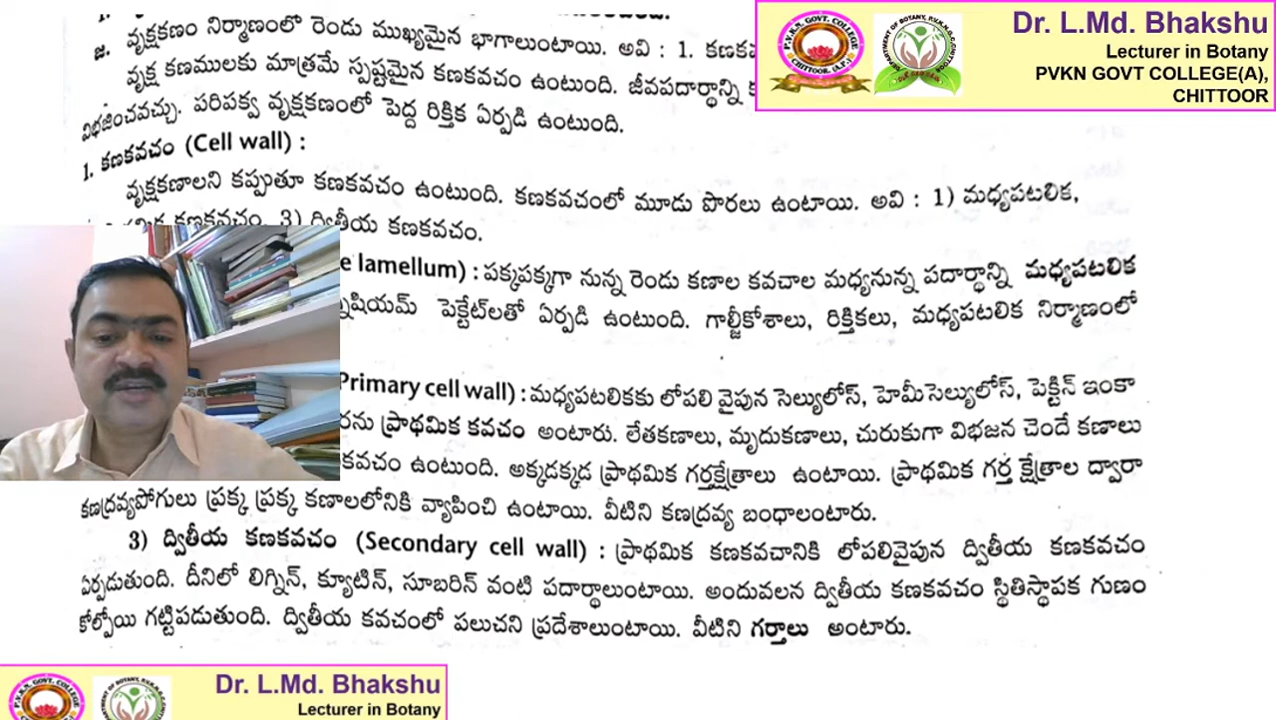 జ. వృక్షకణం నిర్మాణంలో రెండు ముఖ్యమైన భాగాలుంటాయి. అవి : 1.
వృక్ష కణములకు మాత్రమే స్పష్టమైన కణకవచం ఉంటుంది. జీవపదార్థాన్ని
విభజించవచ్చు. పరిపక్వ వృక్షకణంలో పెద్ద రిక్తిక ఏర్పడి ఉంటుంది.
1. కణకవచం (Cell wall) :
వృక్షకణాలని కప్పుతూ కణకవచం ఉంటుంది. కణకవచంలో మూడు పొరలు ఉంటాయి. అవి : 1) మధ్యపటలిక,
కణకవచం, 3) ద్వితీయ కణకవచం.
e lamellum) : పక్కపక్కగా నున్న రెండు కణాల కవచాల మధ్యనున్న పదార్థాన్ని మధ్యపటలిక
పెక్టేట్‌లతో ఏర్పడి ఉంటుంది. గాల్జీకోశాలు, రిక్తికలు, మధ్యపటలిక నిర్మాణంలో
Primary cell wall) : మధ్యపటలికకు లోపలి వైపున సెల్యులోస్, హెమీసెల్యులోస్, పెక్టిన్ ఇంకా
రను ప్రాథమిక కవచం అంటారు. లేతకణాలు, మృదుకణాలు, చురుకుగా విభజన చెందే కణాలు
కవచం ఉంటుంది. అక్కడక్కడ ప్రాథమిక గర్తక్షేత్రాలు ఉంటాయి. ప్రాథమిక గర్త క్షేత్రాల ద్వారా
కణద్రవ్యపోగులు ప్రక్క ప్రక్క కణాలలోనికి వ్యాపించి ఉంటాయి. వీటిని కణద్రవ్య బంధాలంటారు.
3) ద్వితీయ కణకవచం (Secondary cell wall) : ప్రాథమిక కణకవచానికి లోపలివైపున ద్వితీయ కణకవచం
ఏర్పడుతుంది. దీనిలో లిగ్నిన్, క్యూటిన్, సూబరిన్ వంటి పదార్థాలుంటాయి. అందువలన ద్వితీయ కణకవచం స్థితిస్థాపక గుణం
కోల్పోయి గట్టిపడుతుంది. ద్వితీయ కవచంలో పలుచని ప్రదేశాలుంటాయి. వీటిని గర్తాలు అంటారు.
Dr. L.Md. Bhakshu
Lecturer in Botany
PVKN GOVT COLLEGE(A),
CHITTOOR
Dr. L.Md. Bhakshu
Lecturer in Botany